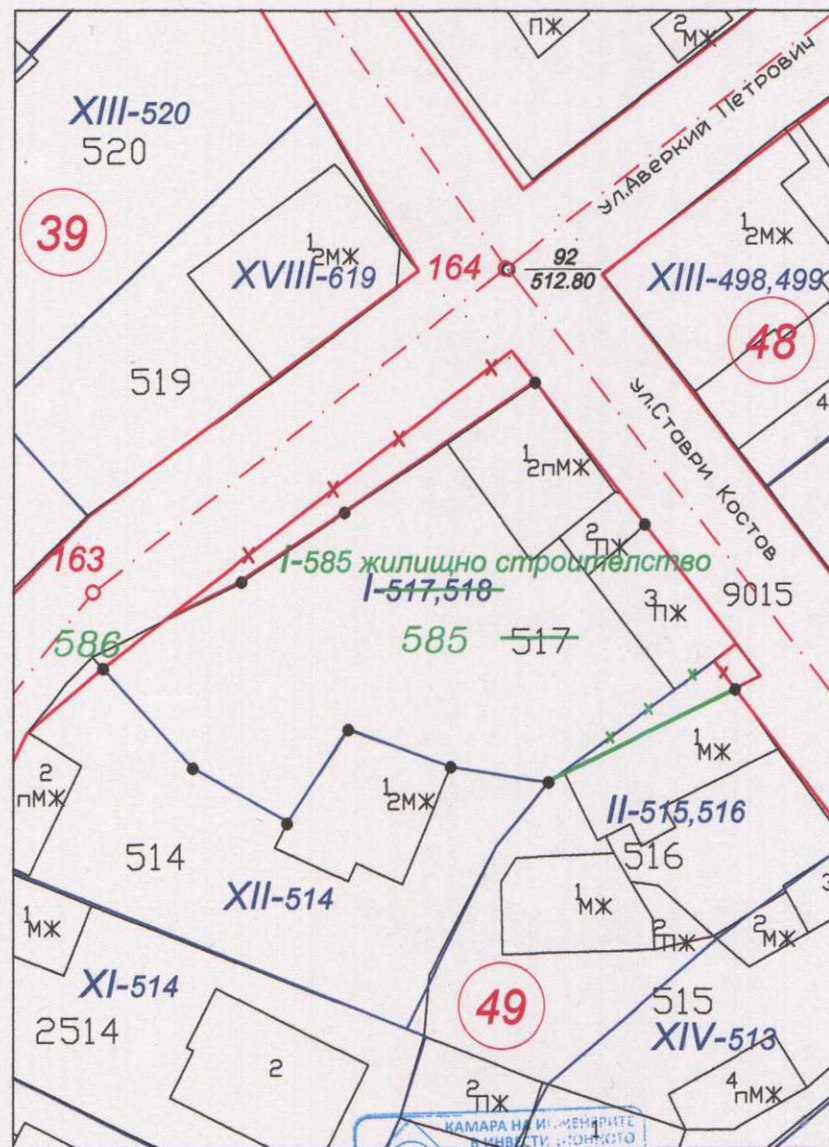 ПЖ
2 МЖ
ул.Аверкий Петрович
XIII-520
520
39
1 2МЖ
XVIII-619
164
92
512.80
1 2МЖ
XIII-498,499
48
519
4
ул.Ставри Костов
1 2пМЖ
2 ПЖ
163
I-585 жилищно строителство
I-517,518
3 ПЖ
9015
586
585 517
1 МЖ
2 пМЖ
1 2МЖ
II-515,516
514
516
XII-514
1 МЖ
3
1 МЖ
2 ПЖ
2 МЖ
XI-514
49
515
2514
XIV-513
2
2 ПЖ
4 пМЖ
КАМАРА НА